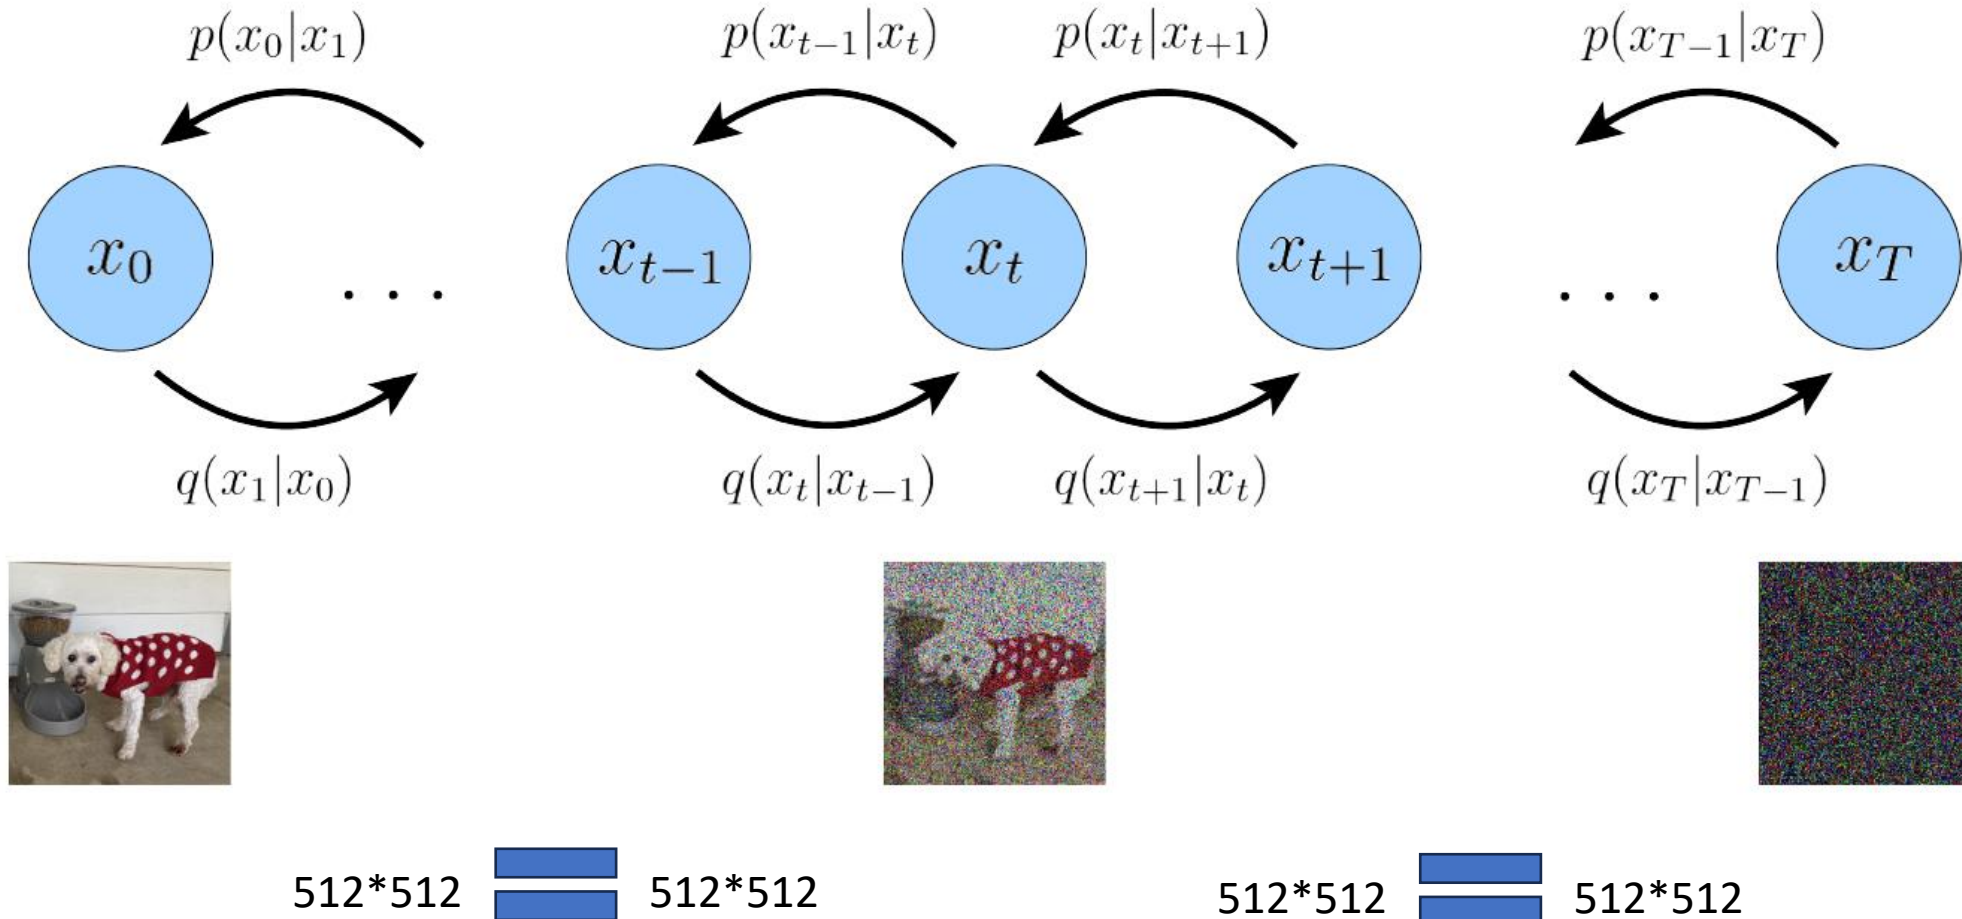 p(x_0|x_1) p(x_{t-1}|x_t) p(x_t|x_{t+1}) p(x_{T-1}|x_T)
x_0 . . . x_{t-1} x_t x_{t+1} . . . x_T
q(x_1|x_0) q(x_t|x_{t-1}) q(x_{t+1}|x_t) q(x_T|x_{T-1})
512*512 512*512 512*512 512*512